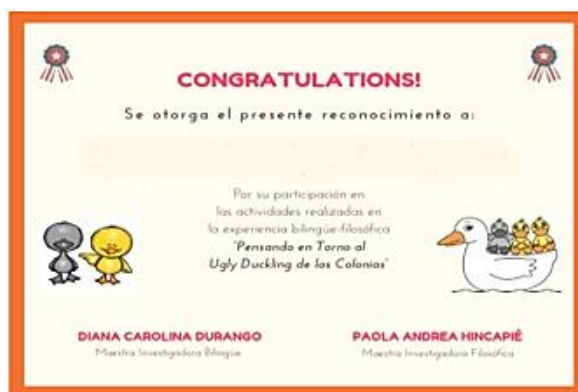 CONGRATULATIONS!
Se otorga el presente reconocimiento a:
Por su participación en
las actividades realizadas en
la experiencia bilingüe-filosófica
"Pensando en Torno al
Ugly Duckling de las Colonias"
DIANA CAROLINA DURANGO
PAOLA ANDREA HINCAPIÉ
Maestra Investigadora Bilingüe
Maestra Investigadora Filosófica